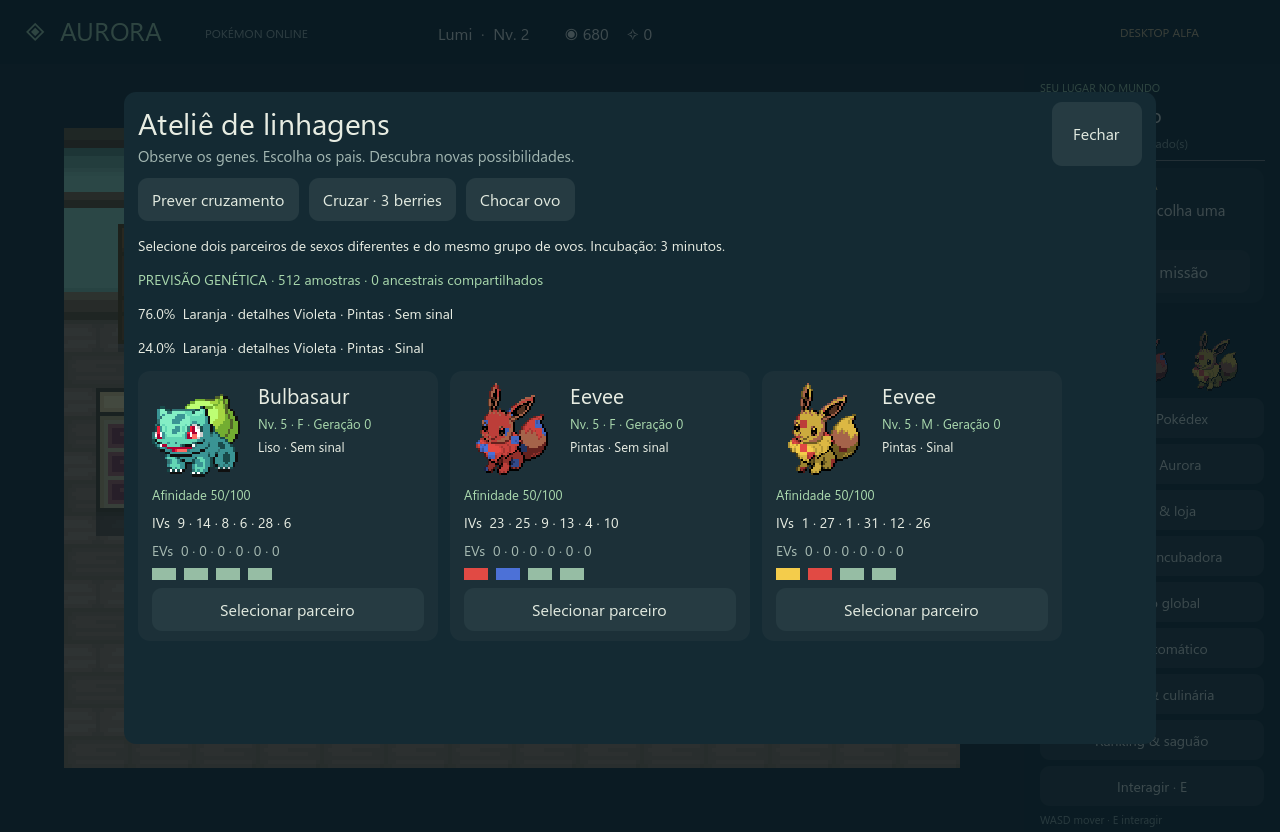 AURORA
POKÉMON ONLINE
Lumi · Nv. 2
680
0
DESKTOP ALFA
SEU LUGAR NO MUNDO
Ateliê de linhagens
Fechar
ado(s)
Observe os genes. Escolha os pais. Descubra novas possibilidades.
Prever cruzamento
Cruzar · 3 berries
Chocar ovo
colha uma
Selecione dois parceiros de sexos diferentes e do mesmo grupo de ovos. Incubação: 3 minutos.
missão
PREVISÃO GENÉTICA · 512 amostras · 0 ancestrais compartilhados
76.0% Laranja · detalhes Violeta · Pintas · Sem sinal
24.0% Laranja · detalhes Violeta · Pintas · Sinal
Bulbasaur
Nv. 5 · F · Geração 0
Liso · Sem sinal
Afinidade 50/100
IVs 9 · 14 · 8 · 6 · 28 · 6
EVs 0 · 0 · 0 · 0 · 0 · 0
Selecionar parceiro
Eevee
Nv. 5 · F · Geração 0
Pintas · Sem sinal
Afinidade 50/100
IVs 23 · 25 · 9 · 13 · 4 · 10
EVs 0 · 0 · 0 · 0 · 0 · 0
Selecionar parceiro
Eevee
Nv. 5 · M · Geração 0
Pintas · Sinal
Afinidade 50/100
IVs 1 · 27 · 1 · 31 · 12 · 26
EVs 0 · 0 · 0 · 0 · 0 · 0
Selecionar parceiro
Pokédex
Aurora
& loja
ncubadora
global
tomático
& culinária
Ranking & saguão
Interagir · E
WASD mover · E interagir